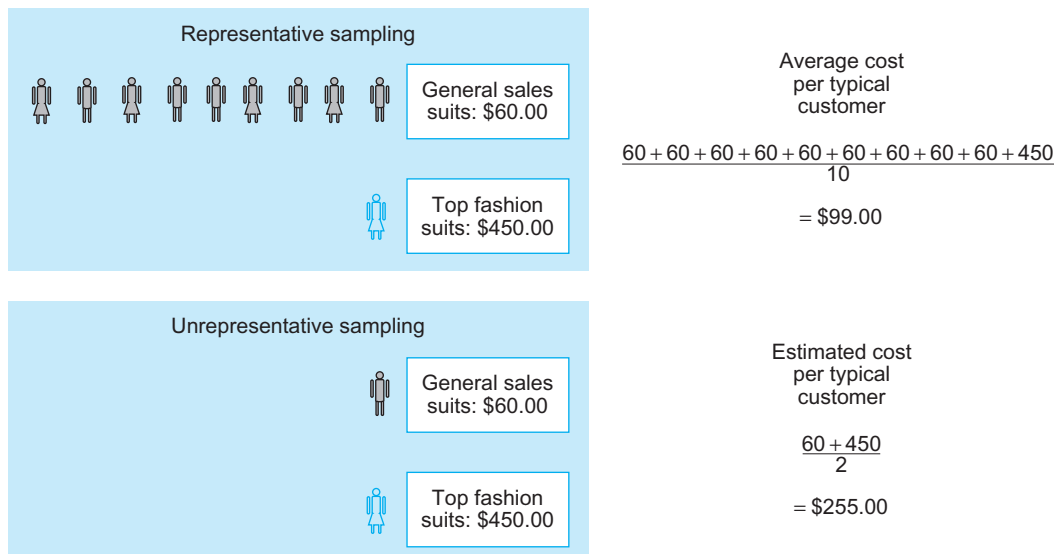 Representative sampling
General sales
suits: $60.00
Top fashion
suits: $450.00
Average cost
per typical
customer
60 + 60 + 60 + 60 + 60 + 60 + 60 + 60 + 60 + 450
10
= $99.00
Unrepresentative sampling
General sales
suits: $60.00
Top fashion
suits: $450.00
Estimated cost
per typical
customer
60 + 450
2
= $255.00